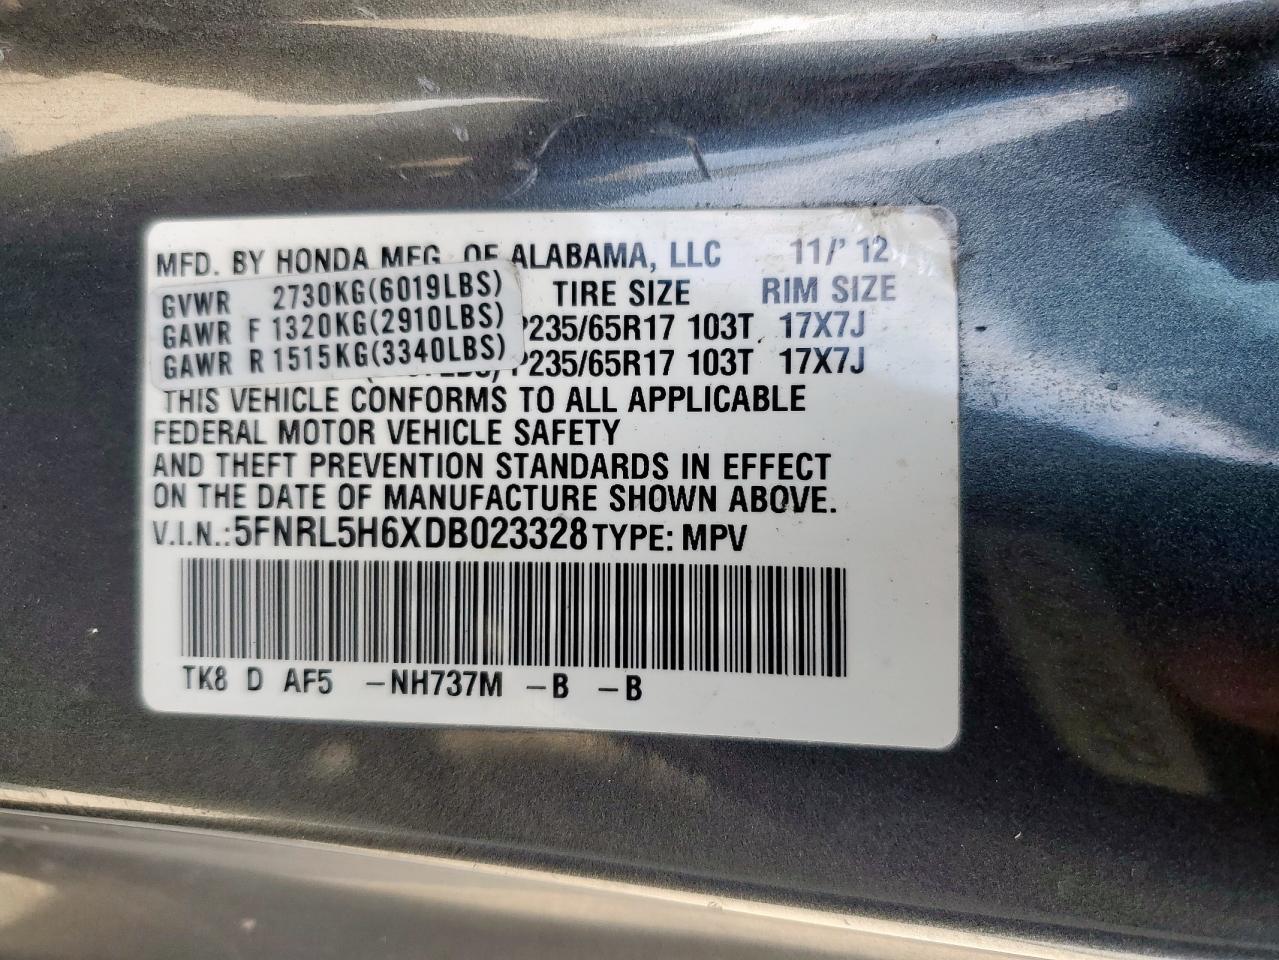 MFD. BY HONDA MFG. OF ALABAMA, LLC 11/'12
GVWR 2730KG(6019LBS) TIRE SIZE RIM SIZE
GAWR F 1320KG(2910LBS) P235/65R17 103T 17X7J
GAWR R 1515KG(3340LBS) P235/65R17 103T 17X7J
THIS VEHICLE CONFORMS TO ALL APPLICABLE
FEDERAL MOTOR VEHICLE SAFETY
AND THEFT PREVENTION STANDARDS IN EFFECT
ON THE DATE OF MANUFACTURE SHOWN ABOVE.
V.I.N.:5FNRL5H6XDB023328 TYPE: MPV
TK8 D AF5 -NH737M -B -B